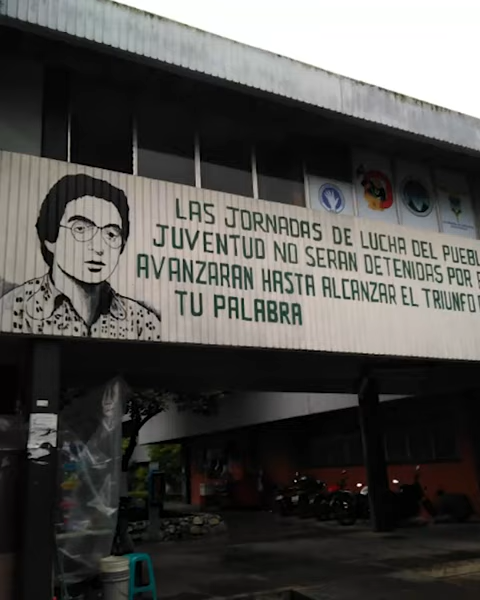 LAS JORNADAS DE LUCHA DEL
JUVENTUD NO SERAN DETENIDAS POR
AVANZARAN HASTA ALCANZAR EL TRIUNFO
TU PALABRA